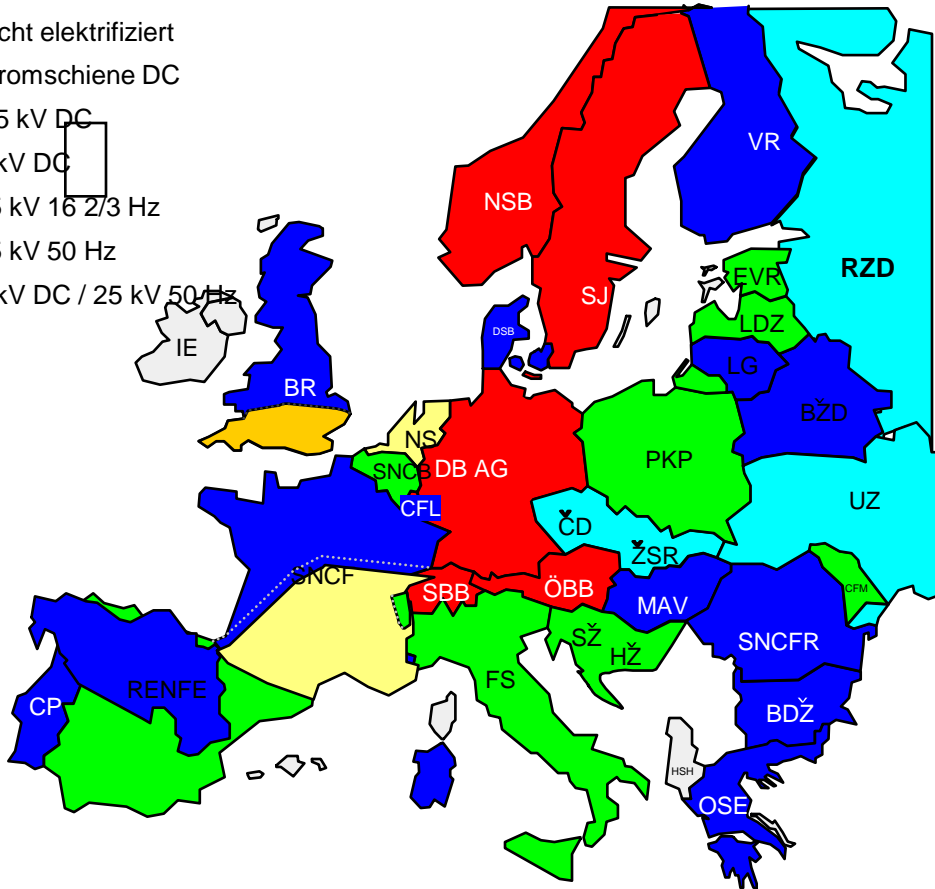 cht elektrifiziert
romschiene DC
5 kV DC
kV DC
kV 16 2/3 Hz
kV 50 Hz
kV DC / 25 kV 50 Hz
VR
NSB
RZD
EVR
SJ
LDZ
DSB
IE
LG
BR
BŽD
NS
PKP
SNCB
DB AG
UZ
CFL
ČD
ŽSR
SNCF
SBB
ÖBB
CFM
MAV
SŽ
HŽ
SNCFR
FS
RENFE
CP
BDŽ
HSH
OSE